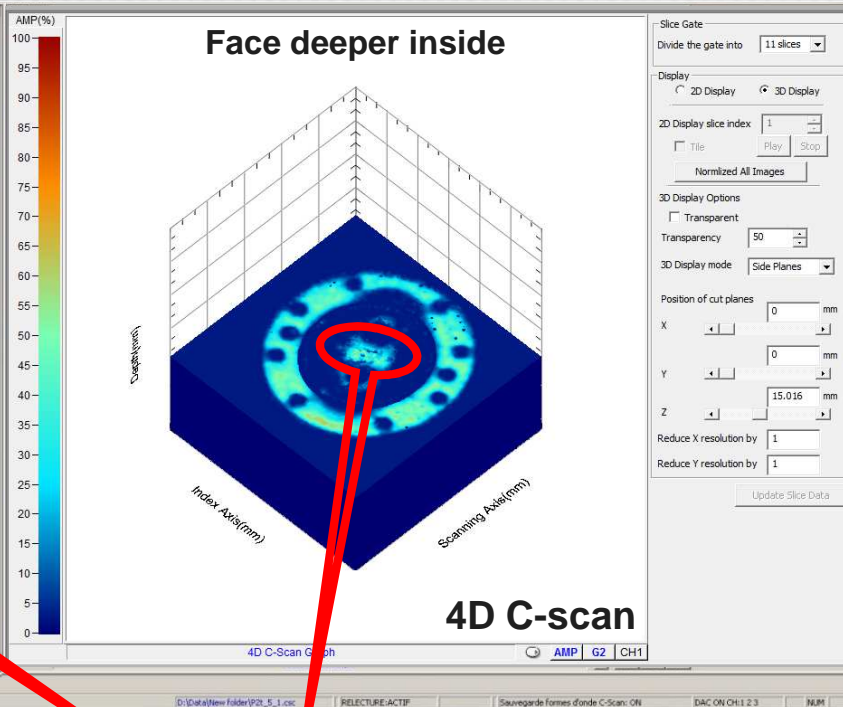 AMP(%)
100
95
90
85
80
75
70
65
60
55
50
45
40
35
30
25
20
15
10
5
0
Face deeper inside
Depth(mm)
Index Axis(mm)
Scanning Axis(mm)
4D C-scan
4D C-Scan
AMP G2 CH1
Slice Gate
Divide the gate into 11 slices
Display
2D Display 3D Display
2D Display slice index 1
Tile Play Stop
Normlized All Images
3D Display Options
Transparent
Transparency 50
3D Display mode Side Planes
Position of cut planes
X 0 mm
Y 0 mm
Z 15.016 mm
Reduce X resolution by 1
Reduce Y resolution by 1
Update Slice Data
D:\Data\New folder\P2t_5_1.csc RELECTURE:ACTIF Sauvegarde formes d'onde C-Scan: ON DAC ON CH:1 2 3 NUM